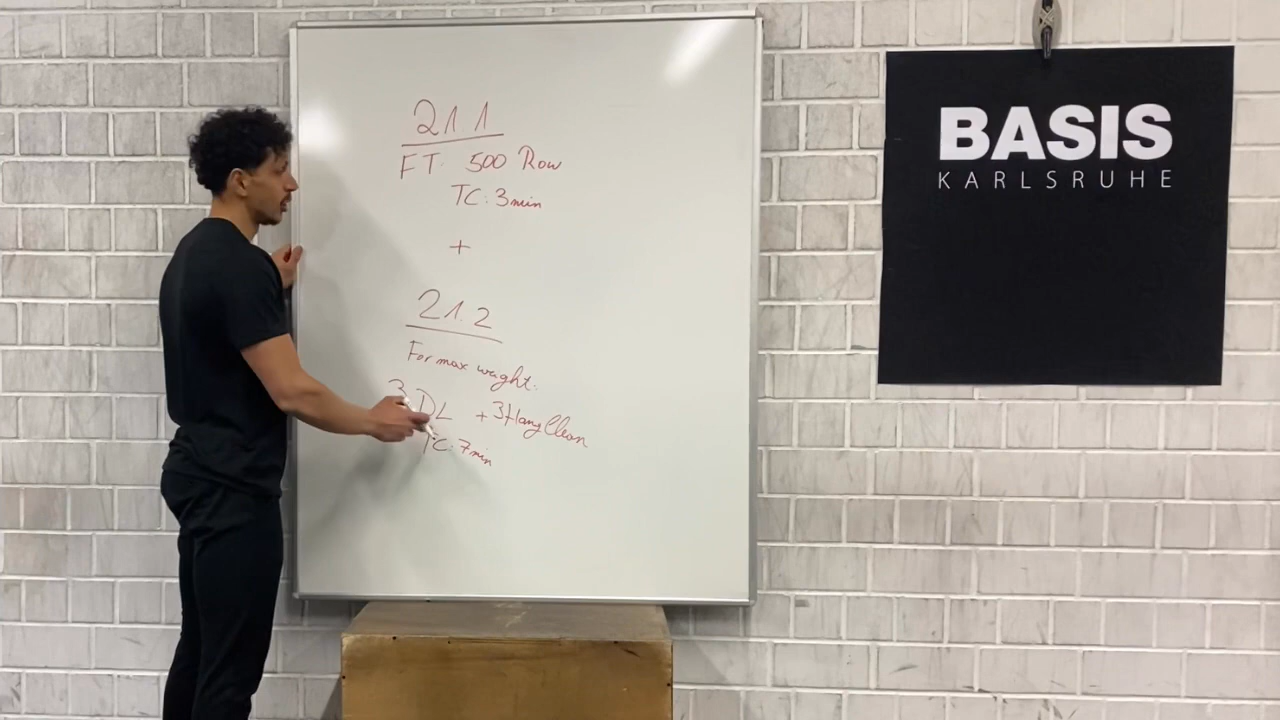 21.1
FT. 500 Row
TC: 3min
+
21.2
For max weight:
3 DL + 3 Hang Clean
TC: 7min
BASIS
KARLSRUHE